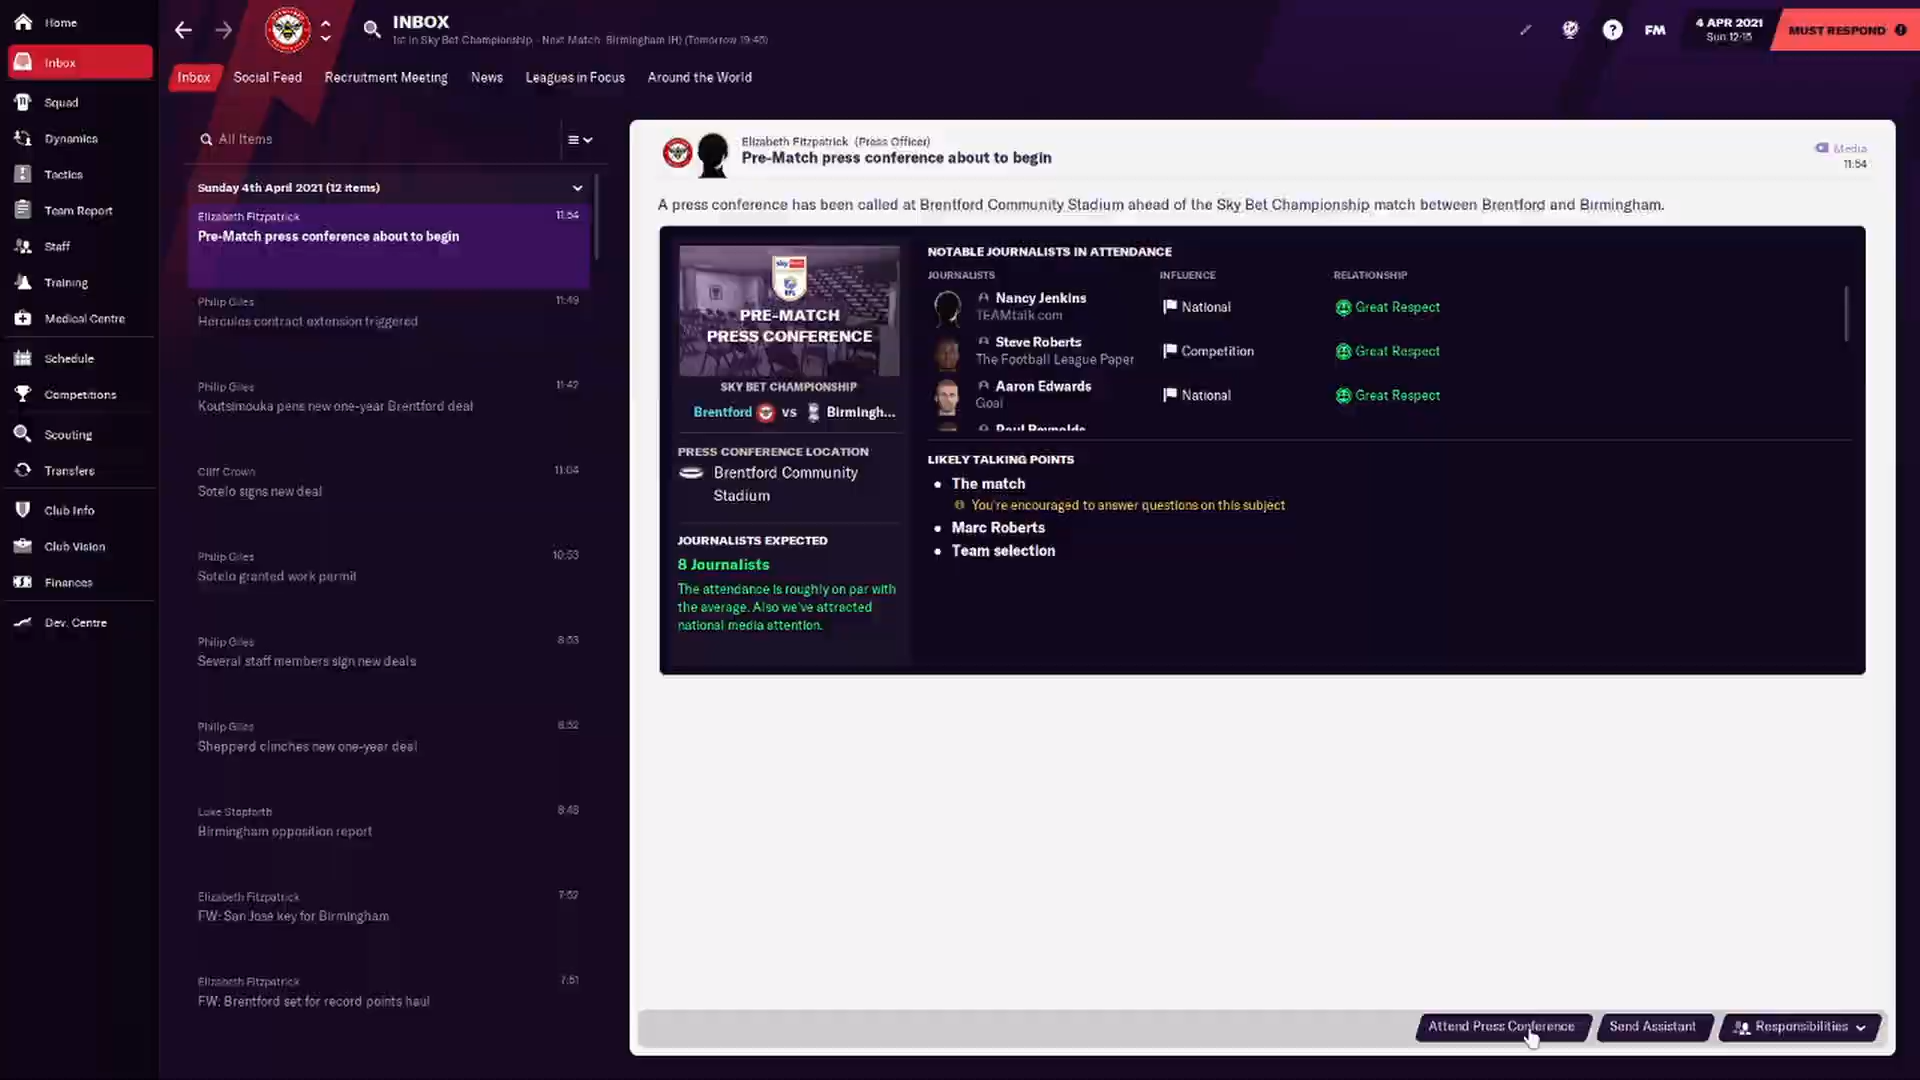 Home
Inbox
Squad
Dynamics
Tactics
Team Report
Staff
Training
Medical Centre
Schedule
Competitions
Scouting
Transfers
Club Info
Club Vision
Finances
Dev. Centre
INBOX
1st in Sky Bet Championship - Next Match: Birmingham (H) (Tomorrow 19:45)
FM
4 APR 2021
Sun 12:15
MUST RESPOND
Inbox
Social Feed
Recruitment Meeting
News
Leagues in Focus
Around the World
All Items
Sunday 4th April 2021 (12 items)
Elizabeth Fitzpatrick 11:54
Pre-Match press conference about to begin
Philip Giles 11:49
Hercules contract extension triggered
Philip Giles 11:42
Koutsimouka pens new one-year Brentford deal
Cliff Crown 11:04
Sotelo signs new deal
Philip Giles 10:53
Sotelo granted work permit
Philip Giles 8:53
Several staff members sign new deals
Philip Giles 8:52
Sheppard clinches new one-year deal
Luke Stopforth 8:48
Birmingham opposition report
Elizabeth Fitzpatrick 7:52
FW: San José key for Birmingham
Elizabeth Fitzpatrick 7:51
FW: Brentford set for record points haul
Elizabeth Fitzpatrick (Press Officer)
Pre-Match press conference about to begin
Media
11:54
A press conference has been called at Brentford Community Stadium ahead of the Sky Bet Championship match between Brentford and Birmingham.
sky bet
EFL
PRE-MATCH
PRESS CONFERENCE
SKY BET CHAMPIONSHIP
Brentford vs Birmingh...
PRESS CONFERENCE LOCATION
Brentford Community
Stadium
JOURNALISTS EXPECTED
8 Journalists
The attendance is roughly on par with
the average. Also we've attracted
national media attention.
NOTABLE JOURNALISTS IN ATTENDANCE
JOURNALISTS INFLUENCE RELATIONSHIP
Nancy Jenkins
TEAMtalk.com
National
Great Respect
Steve Roberts
The Football League Paper
Competition
Great Respect
Aaron Edwards
Goal
National
Great Respect
Paul Reynolds
LIKELY TALKING POINTS
The match
You're encouraged to answer questions on this subject
Marc Roberts
Team selection
Attend Press Conference
Send Assistant
Responsibilities